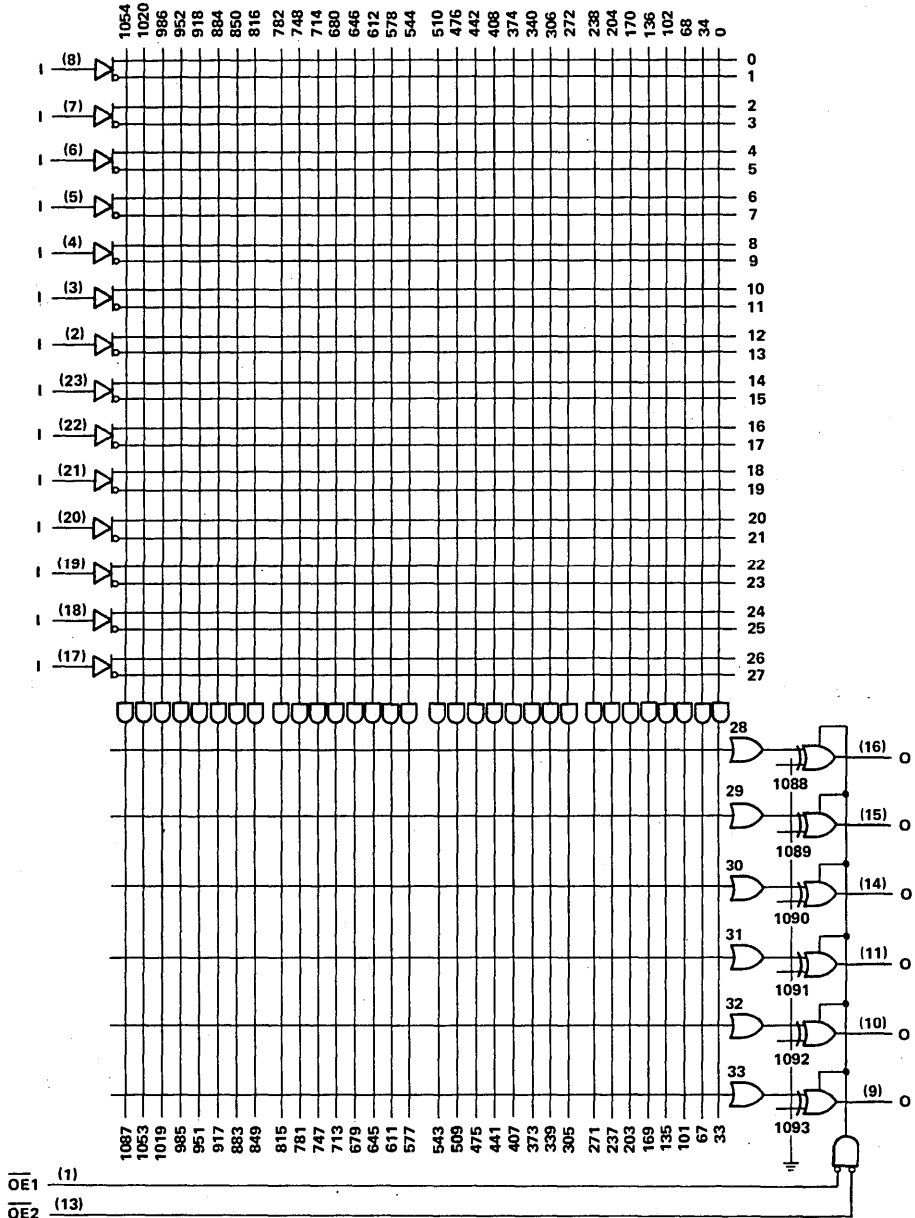 1054 1020 986 952 918 884 850 816 782 748 714 680 646 612 578 544 510 476 442 408 374 340 306 272 238 204 170 136 102 68 34 0
I (8) 0
1
I (7) 2
3
I (6) 4
5
I (5) 6
7
I (4) 8
9
I (3) 10
11
I (2) 12
13
I (23) 14
15
I (22) 16
17
I (21) 18
19
I (20) 20
21
I (19) 22
23
I (18) 24
25
I (17) 26
27
28 (16) O
1088
29 (15) O
1089
30 (14) O
1090
31 (11) O
1091
32 (10) O
1092
33 (9) O
1093
1087 1053 1019 985 951 917 883 849 815 781 747 713 679 645 611 577 543 509 475 441 407 373 339 305 271 237 203 169 135 101 67 33
OE1 (1)
OE2 (13)